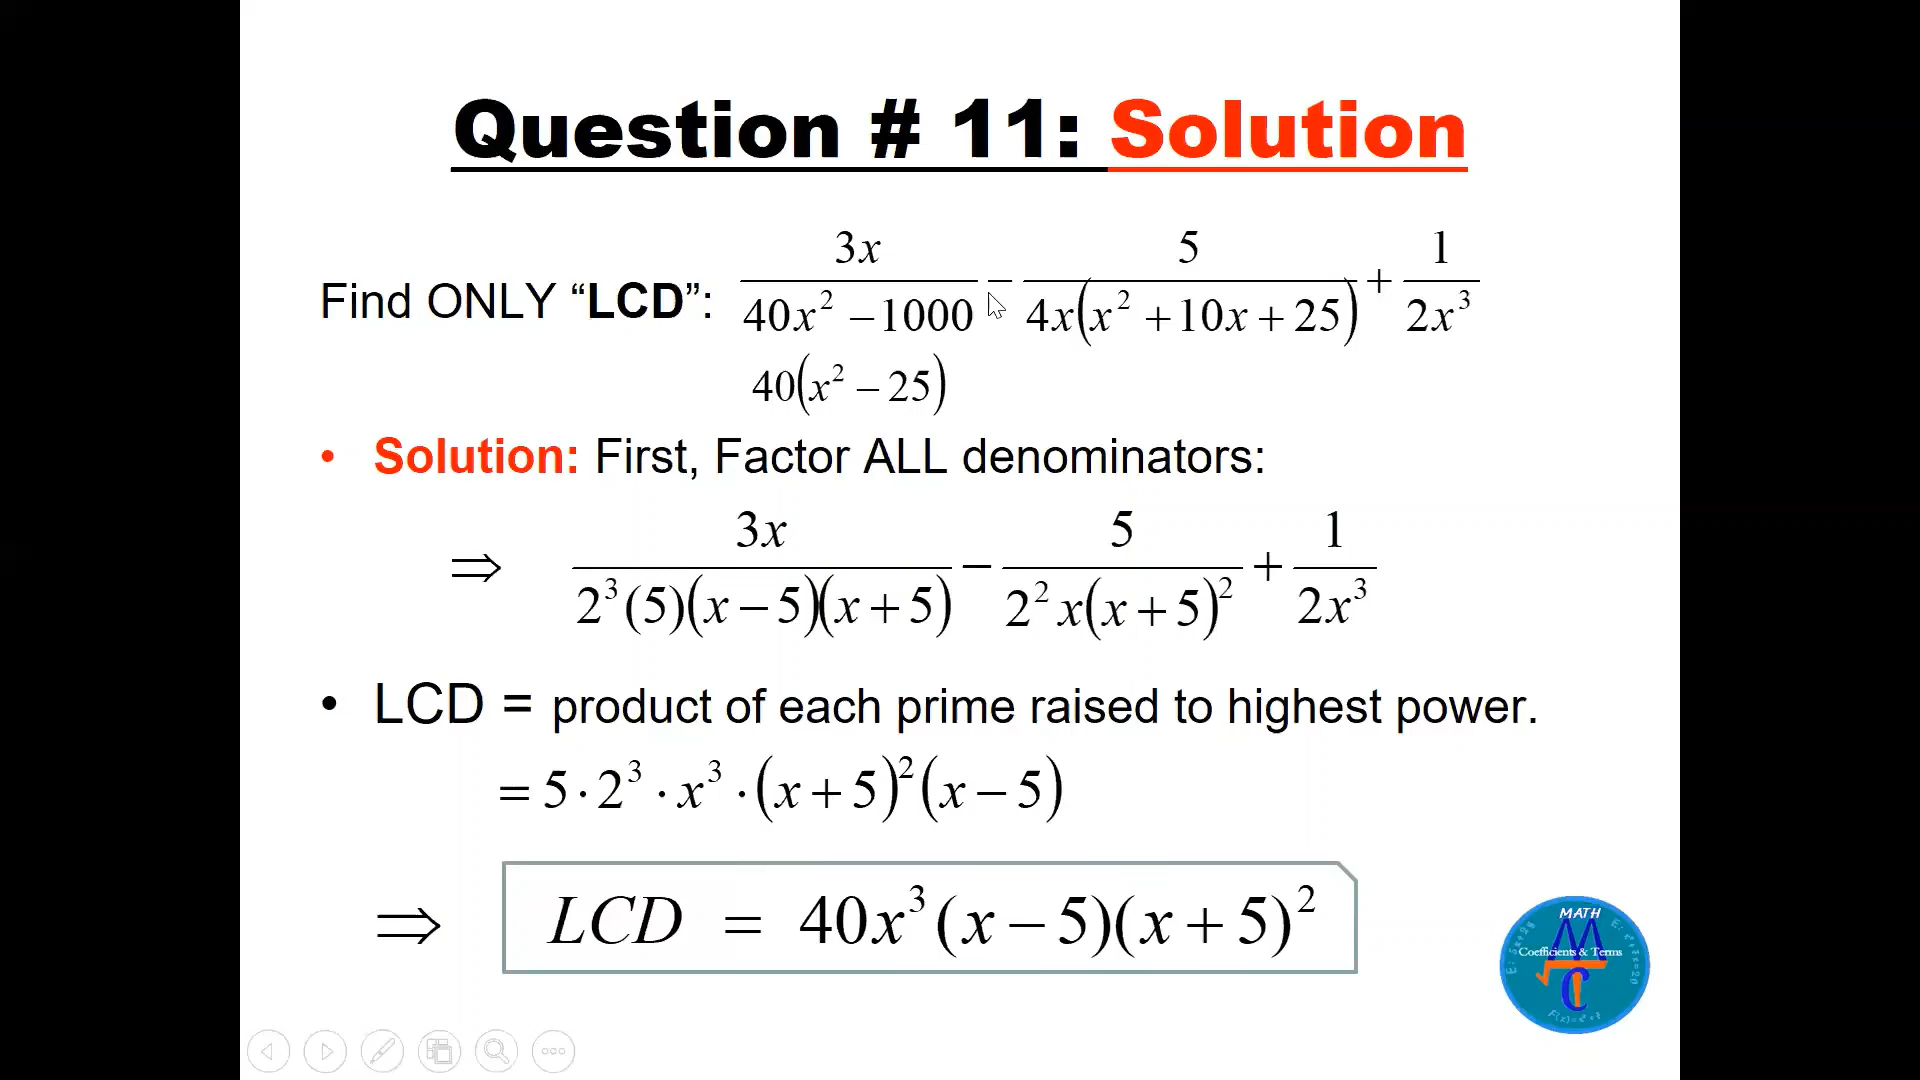 Question # 11: Solution
Find ONLY “LCD”: 3x/(40x² − 1000) − 5/(4x(x² + 10x + 25)) + 1/(2x³)
40(x² − 25)
• Solution: First, Factor ALL denominators:
⇒ 3x/(2³(5)(x − 5)(x + 5)) − 5/(2²x(x + 5)²) + 1/(2x³)
• LCD = product of each prime raised to highest power.
= 5 · 2³ · x³ · (x + 5)²(x − 5)
⇒ LCD = 40x³(x − 5)(x + 5)²
MATH
Coefficients & Terms